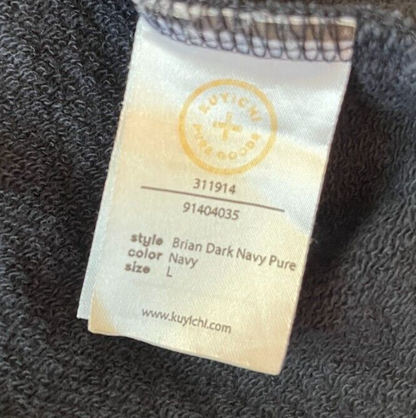 KUYICHI
PURE GOODS
311914
91404035
style Brian Dark Navy Pure
color Navy
size L
www.kuyichi.com